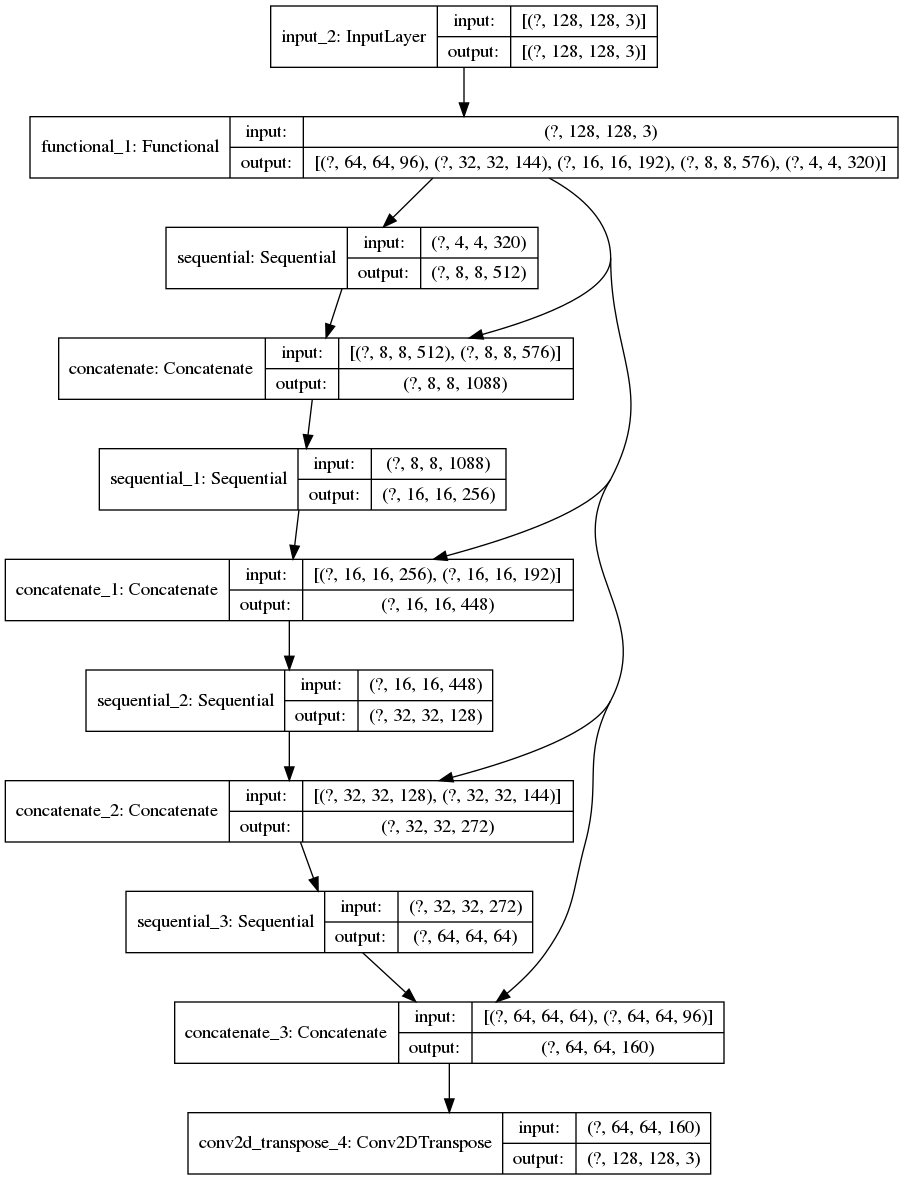 input_2: InputLayer
input: [(?, 128, 128, 3)]
output: [(?, 128, 128, 3)]
functional_1: Functional
input: (?, 128, 128, 3)
output: [(?, 64, 64, 96), (?, 32, 32, 144), (?, 16, 16, 192), (?, 8, 8, 576), (?, 4, 4, 320)]
sequential: Sequential
input: (?, 4, 4, 320)
output: (?, 8, 8, 512)
concatenate: Concatenate
input: [(?, 8, 8, 512), (?, 8, 8, 576)]
output: (?, 8, 8, 1088)
sequential_1: Sequential
input: (?, 8, 8, 1088)
output: (?, 16, 16, 256)
concatenate_1: Concatenate
input: [(?, 16, 16, 256), (?, 16, 16, 192)]
output: (?, 16, 16, 448)
sequential_2: Sequential
input: (?, 16, 16, 448)
output: (?, 32, 32, 128)
concatenate_2: Concatenate
input: [(?, 32, 32, 128), (?, 32, 32, 144)]
output: (?, 32, 32, 272)
sequential_3: Sequential
input: (?, 32, 32, 272)
output: (?, 64, 64, 64)
concatenate_3: Concatenate
input: [(?, 64, 64, 64), (?, 64, 64, 96)]
output: (?, 64, 64, 160)
conv2d_transpose_4: Conv2DTranspose
input: (?, 64, 64, 160)
output: (?, 128, 128, 3)